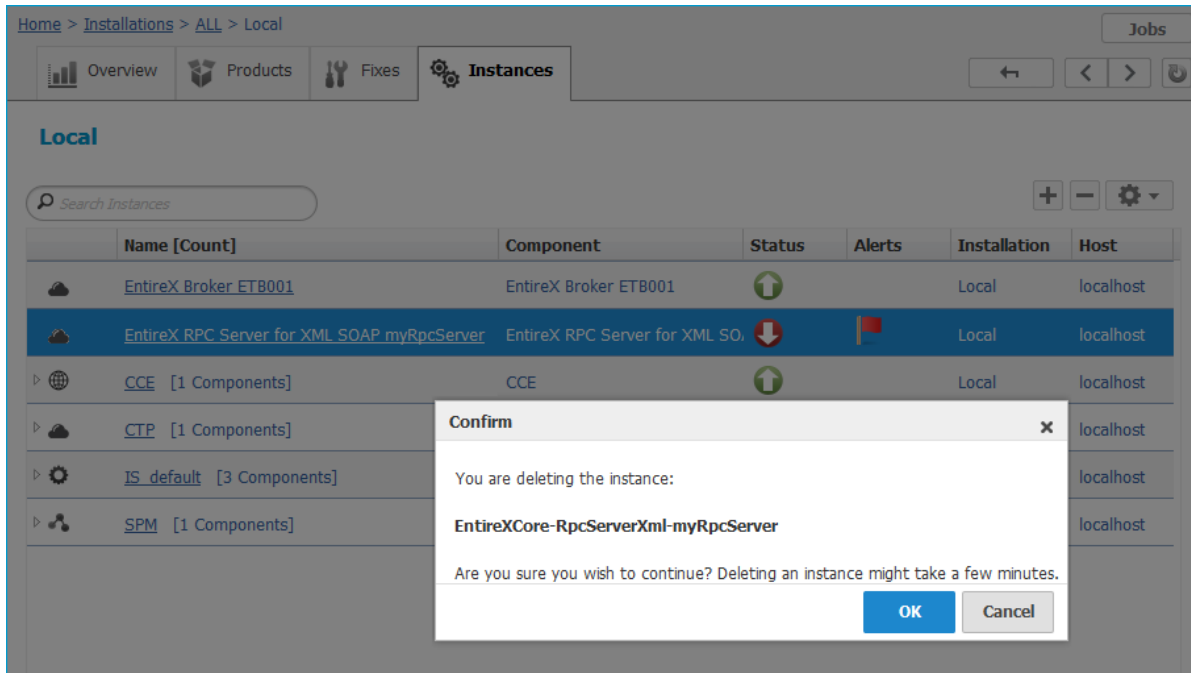 Home > Installations > ALL > Local
Jobs
Overview Products Fixes Instances
Local
Search Instances
Name [Count] Component Status Alerts Installation Host
EntireX Broker ETB001 EntireX Broker ETB001 Local localhost
EntireX RPC Server for XML SOAP myRpcServer EntireX RPC Server for XML SO Local localhost
CCE [1 Components] CCE Local localhost
CTP [1 Components] localhost
IS_default [3 Components] localhost
SPM [1 Components] localhost
Confirm
You are deleting the instance:
EntireXCore-RpcServerXml-myRpcServer
Are you sure you wish to continue? Deleting an instance might take a few minutes.
OK Cancel